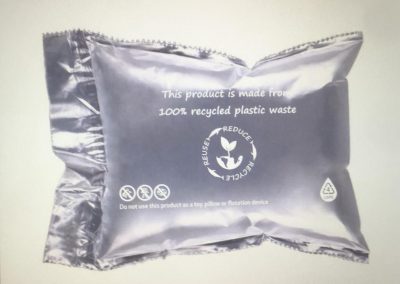 This product is made from
100% recycled plastic waste
REDUCE
REUSE
RECYCLE
Do not use this product as a toy pillow or flotation device